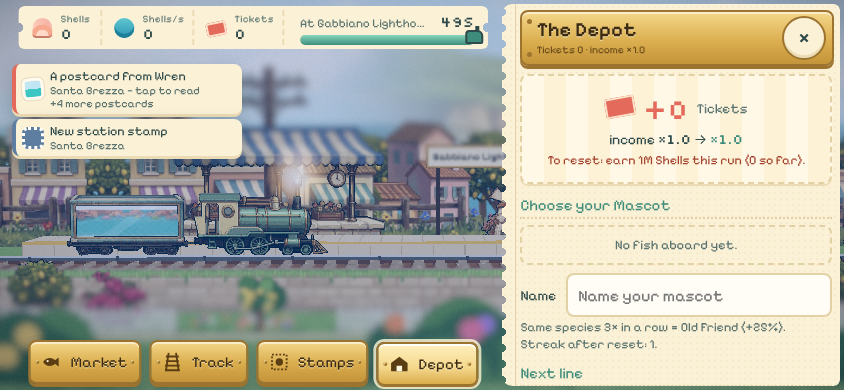 Shells
0
Shells/s
0
Tickets
0
At Gabbiano Lightho...
49s
A postcard from Wren
Santa Brezza - tap to read
+4 more postcards
New station stamp
Santa Brezza
Gabbiano Ligh
Market
Track
Stamps
Depot
The Depot
Tickets 0 · income ×1.0
×
+0 Tickets
income ×1.0 → ×1.0
To reset: earn 1M Shells this run (0 so far).
Choose your Mascot
No fish aboard yet.
Name
Name your mascot
Same species 3× in a row = Old Friend (+25%).
Streak after reset: 1.
Next line